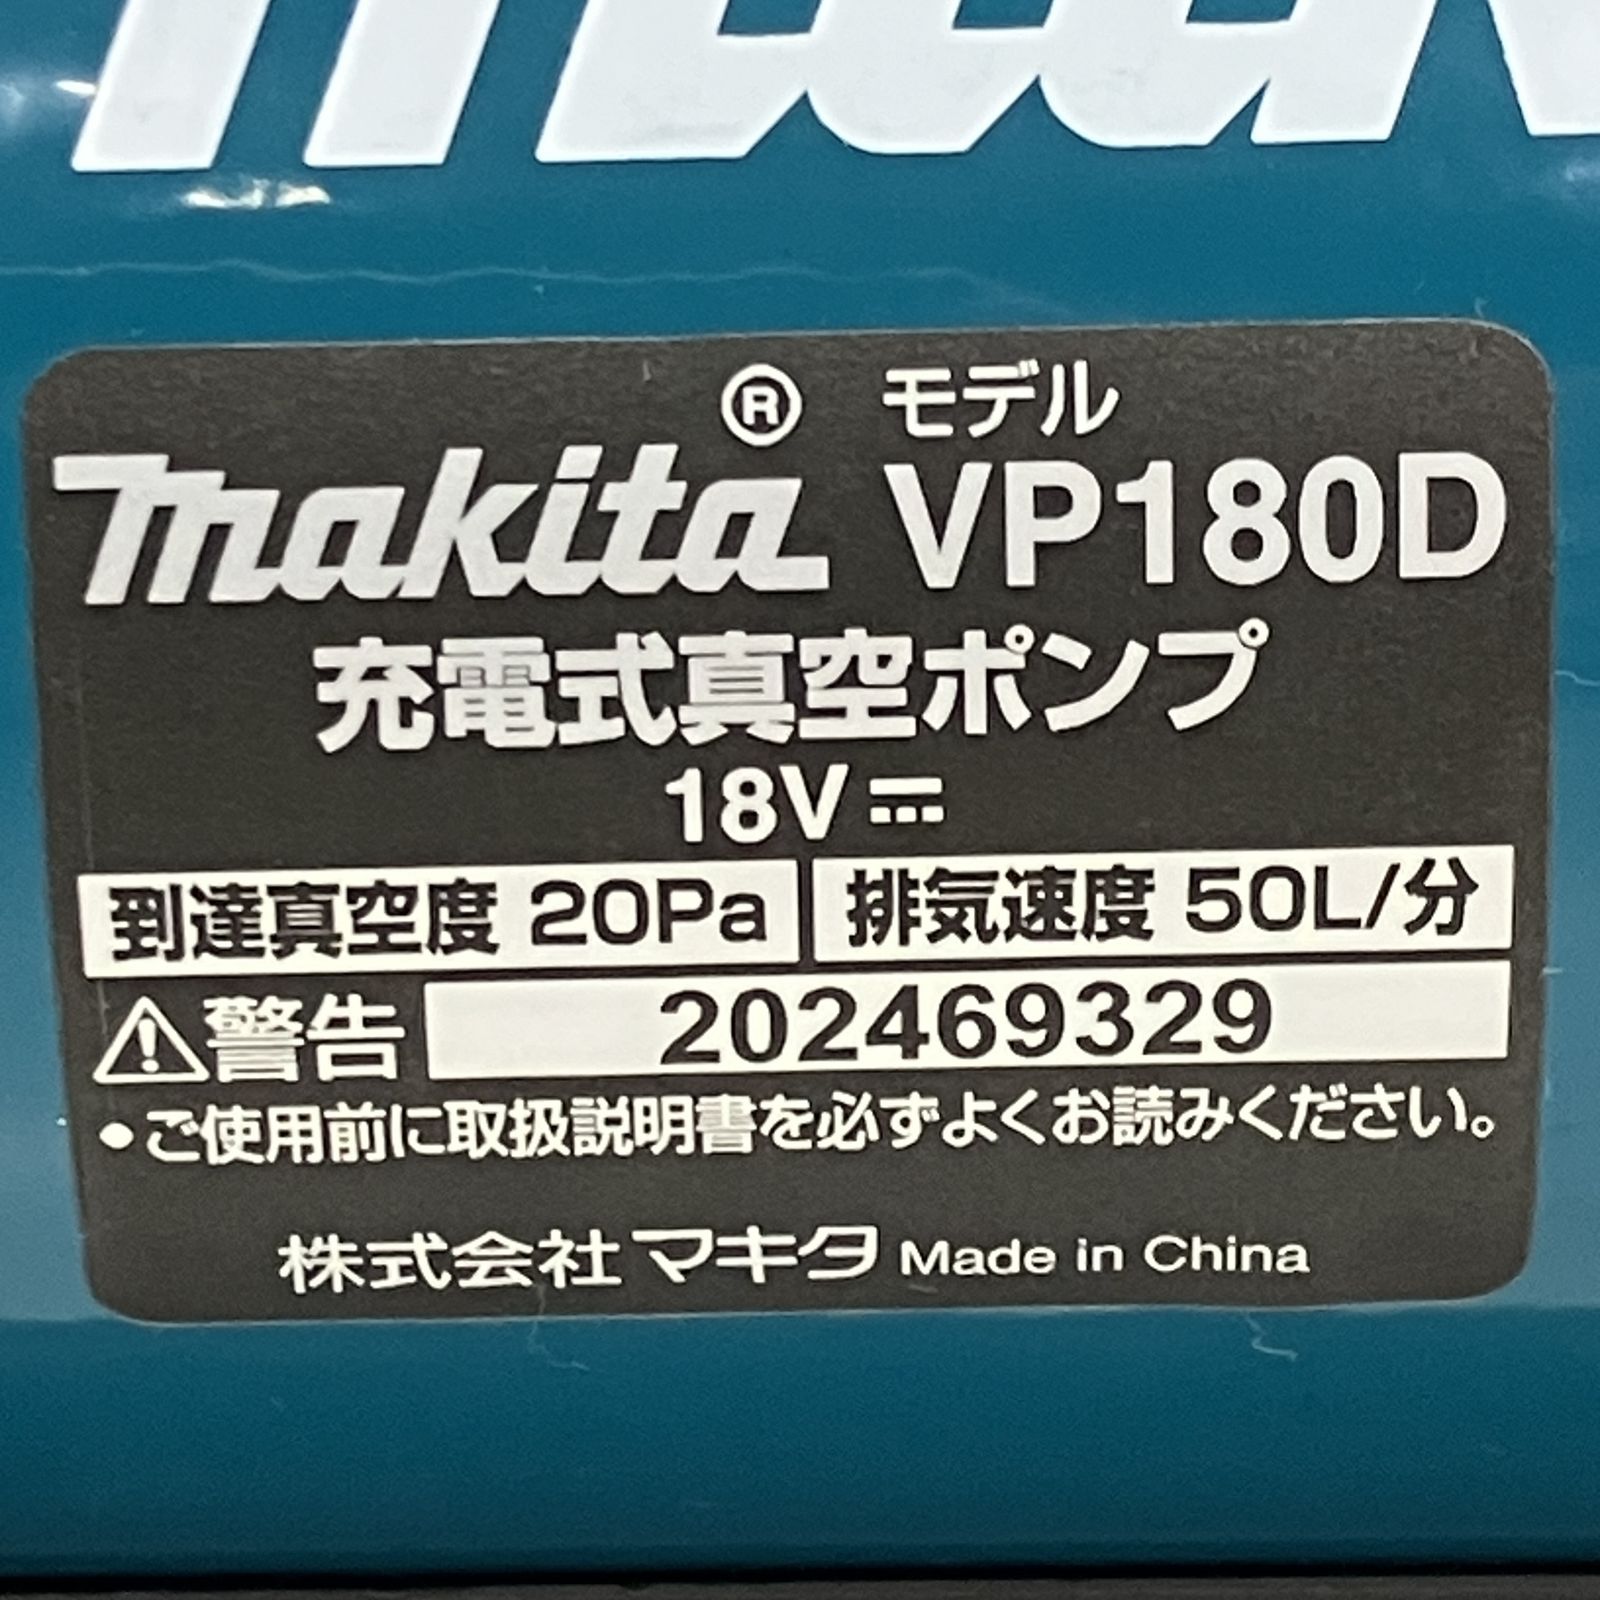 makita® モデル VP180D
充電式真空ポンプ
18V ⎓
到達真空度 20Pa 排気速度 50L/分
⚠警告 202469329
•ご使用前に取扱説明書を必ずよくお読みください。
株式会社マキタ Made in China